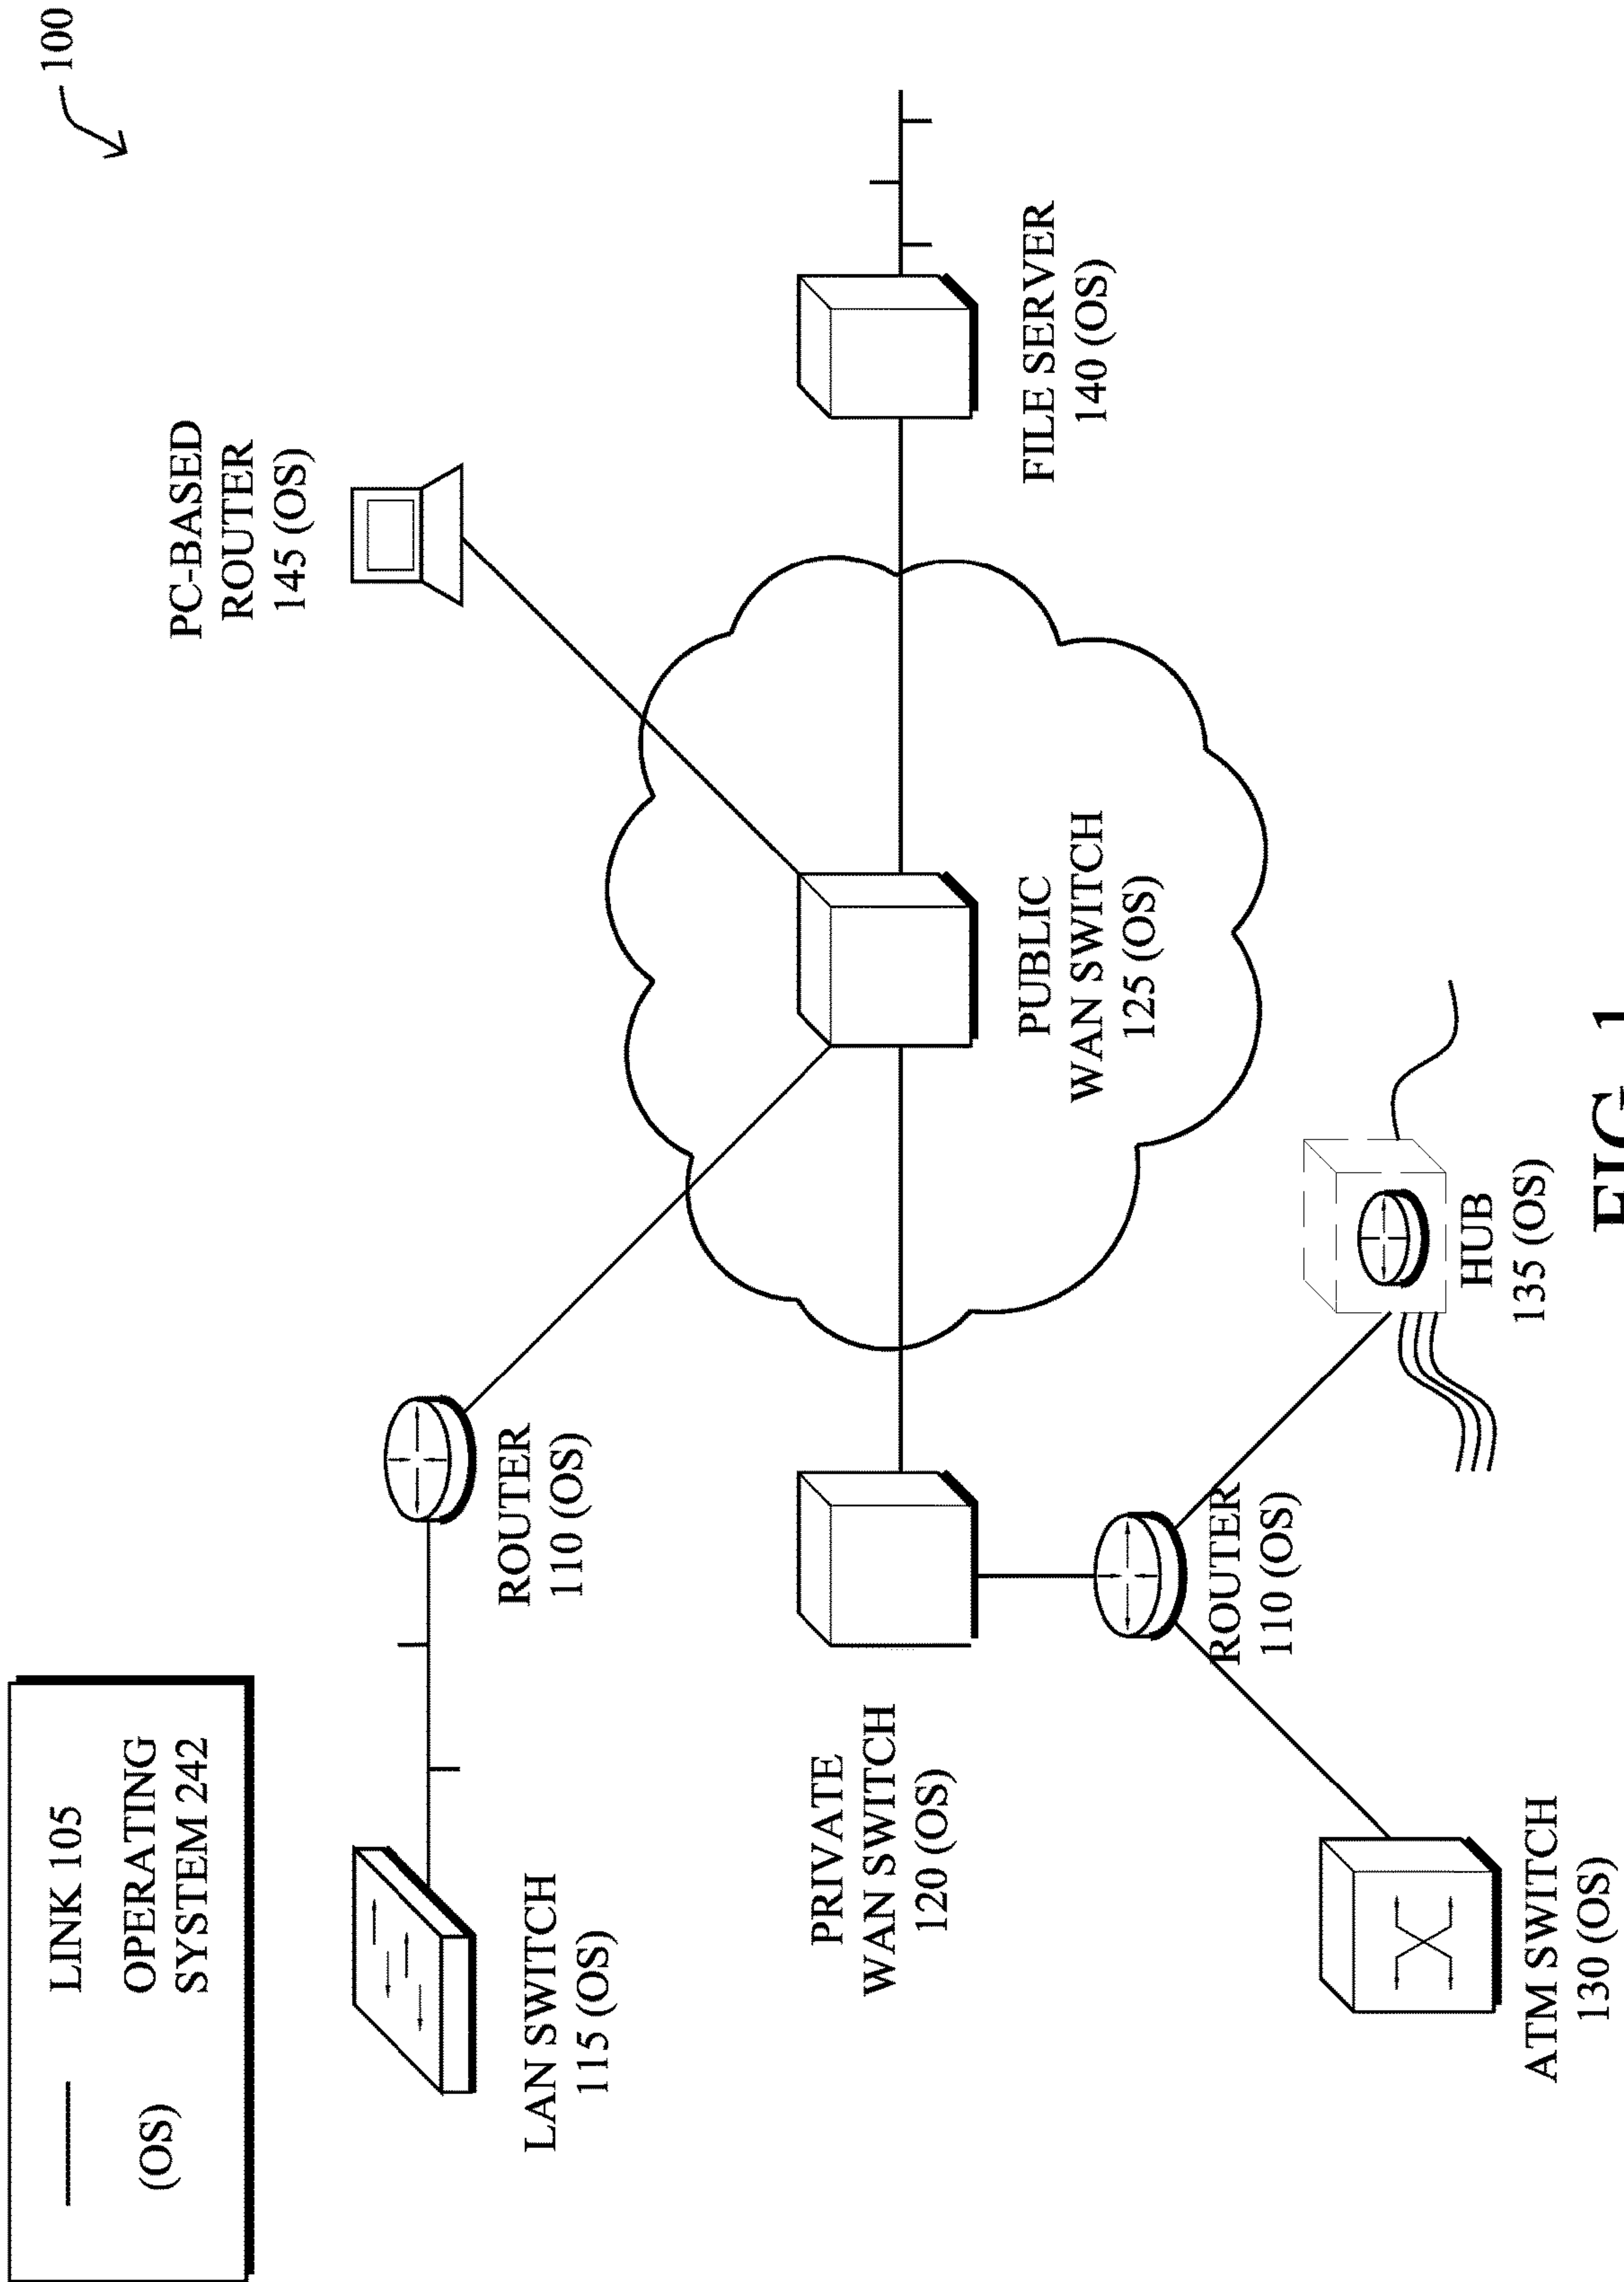 LINK 105
(OS) OPERATING
SYSTEM 242
100
PC-BASED
ROUTER
145 (OS)
LAN SWITCH
115 (OS)
ROUTER
110 (OS)
PRIVATE
WAN SWITCH
120 (OS)
PUBLIC
WAN SWITCH
125 (OS)
FILE SERVER
140 (OS)
ROUTER
110 (OS)
ATM SWITCH
130 (OS)
HUB
135 (OS)
FIG. 1